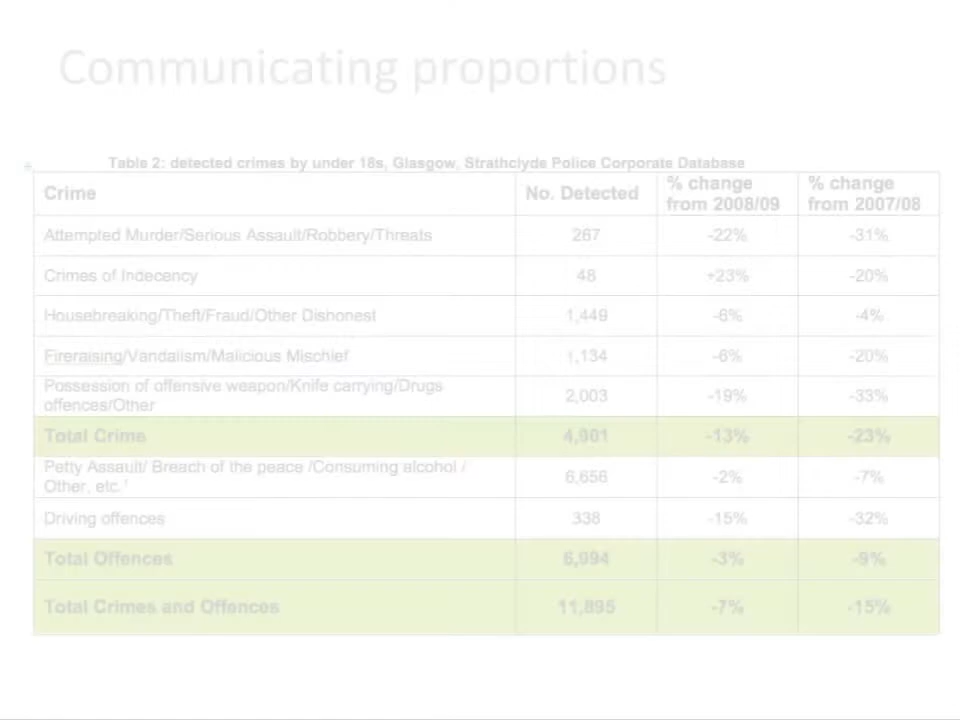 Communicating proportions
Table 2: detected crimes by under 18s, Glasgow, Strathclyde Police Corporate Database
Crime No. Detected % change from 2008/09 % change from 2007/08
Attempted Murder/Serious Assault/Robbery/Threats 267 -22% -31%
Crimes of Indecency 48 +23% -20%
Housebreaking/Theft/Fraud/Other Dishonest 1,449 -6% -4%
Fireraising/Vandalism/Malicious Mischief 1,134 -6% -20%
Possession of offensive weapon/Knife carrying/Drugs
offences/Other 2,003 -19% -33%
Total Crime 4,901 -13% -23%
Petty Assault/ Breach of the peace /Consuming alcohol /
Other, etc.¹ 6,656 -2% -7%
Driving offences 338 -15% -32%
Total Offences 6,994 -3% -9%
Total Crimes and Offences 11,895 -7% -15%